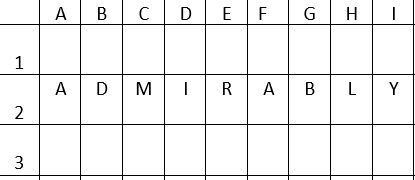 A B C D E F G H I
1
2 A D M I R A B L Y
3